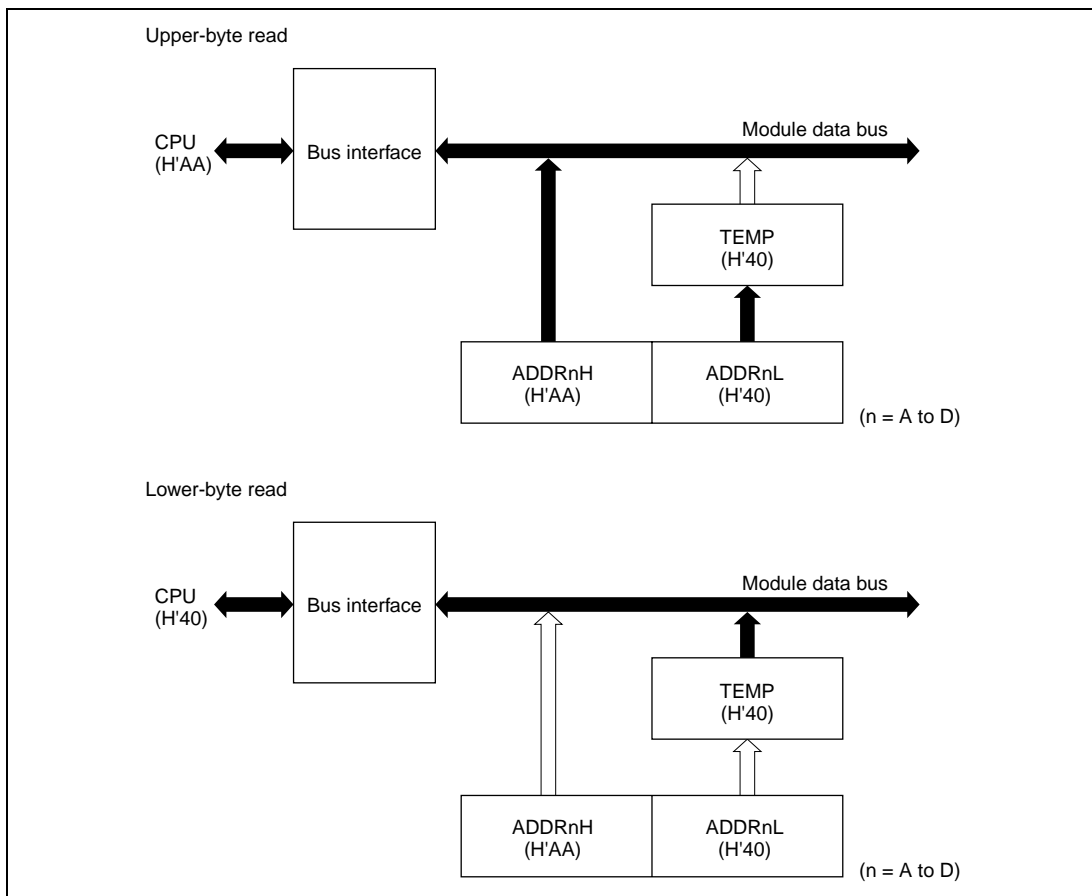 Upper-byte read
CPU
(H'AA)
Bus interface
Module data bus
TEMP
(H'40)
ADDRnH
(H'AA)
ADDRnL
(H'40)
(n = A to D)
Lower-byte read
CPU
(H'40)
Bus interface
Module data bus
TEMP
(H'40)
ADDRnH
(H'AA)
ADDRnL
(H'40)
(n = A to D)